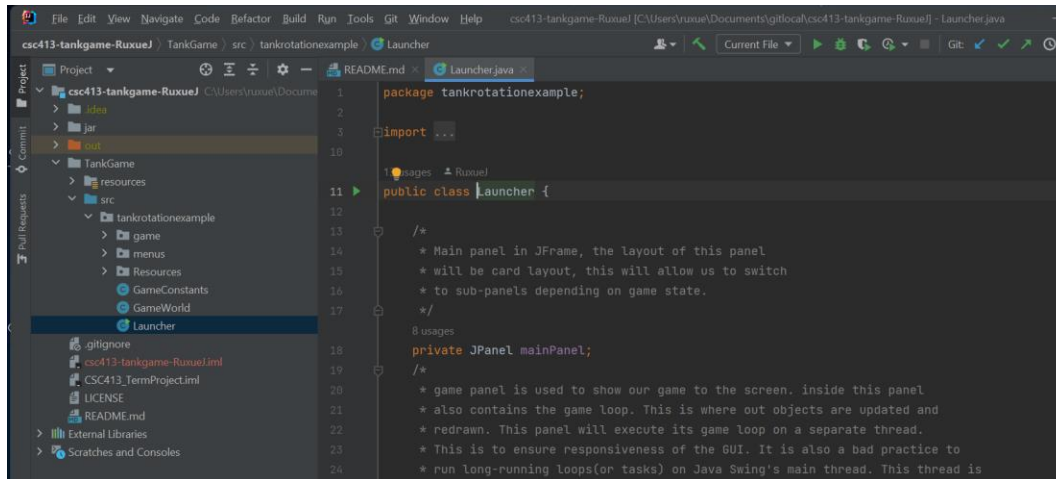 File Edit View Navigate Code Refactor Build Run Tools Git Window Help csc413-tankgame-RuxueJ [C:\Users\ruxue\Documents\gitlocal\csc413-tankgame-RuxueJ] - Launcher.java
csc413-tankgame-RuxueJ TankGame src tankrotationexample Launcher Current File Git:
Project README.md Launcher.java
csc413-tankgame-RuxueJ C:\Users\ruxue\Docume
.idea
jar
out
TankGame
resources
src
tankrotationexample
game
menus
Resources
GameConstants
GameWorld
Launcher
.gitignore
csc413-tankgame-RuxueJ.iml
CSC413_TermProject.iml
LICENSE
README.md
External Libraries
Scratches and Consoles
Project
Commit
Pull Requests
1 package tankrotationexample;
2
3 import ...
10
usages RuxueJ
11 public class Launcher {
12
13 /*
14 * Main panel in JFrame, the layout of this panel
15 * will be card layout, this will allow us to switch
16 * to sub-panels depending on game state.
17 */
8 usages
18 private JPanel mainPanel;
19 /*
20 * game panel is used to show our game to the screen. inside this panel
21 * also contains the game loop. This is where out objects are updated and
22 * redrawn. This panel will execute its game loop on a separate thread.
23 * This is to ensure responsiveness of the GUI. It is also a bad practice to
24 * run long-running loops(or tasks) on Java Swing's main thread. This thread is